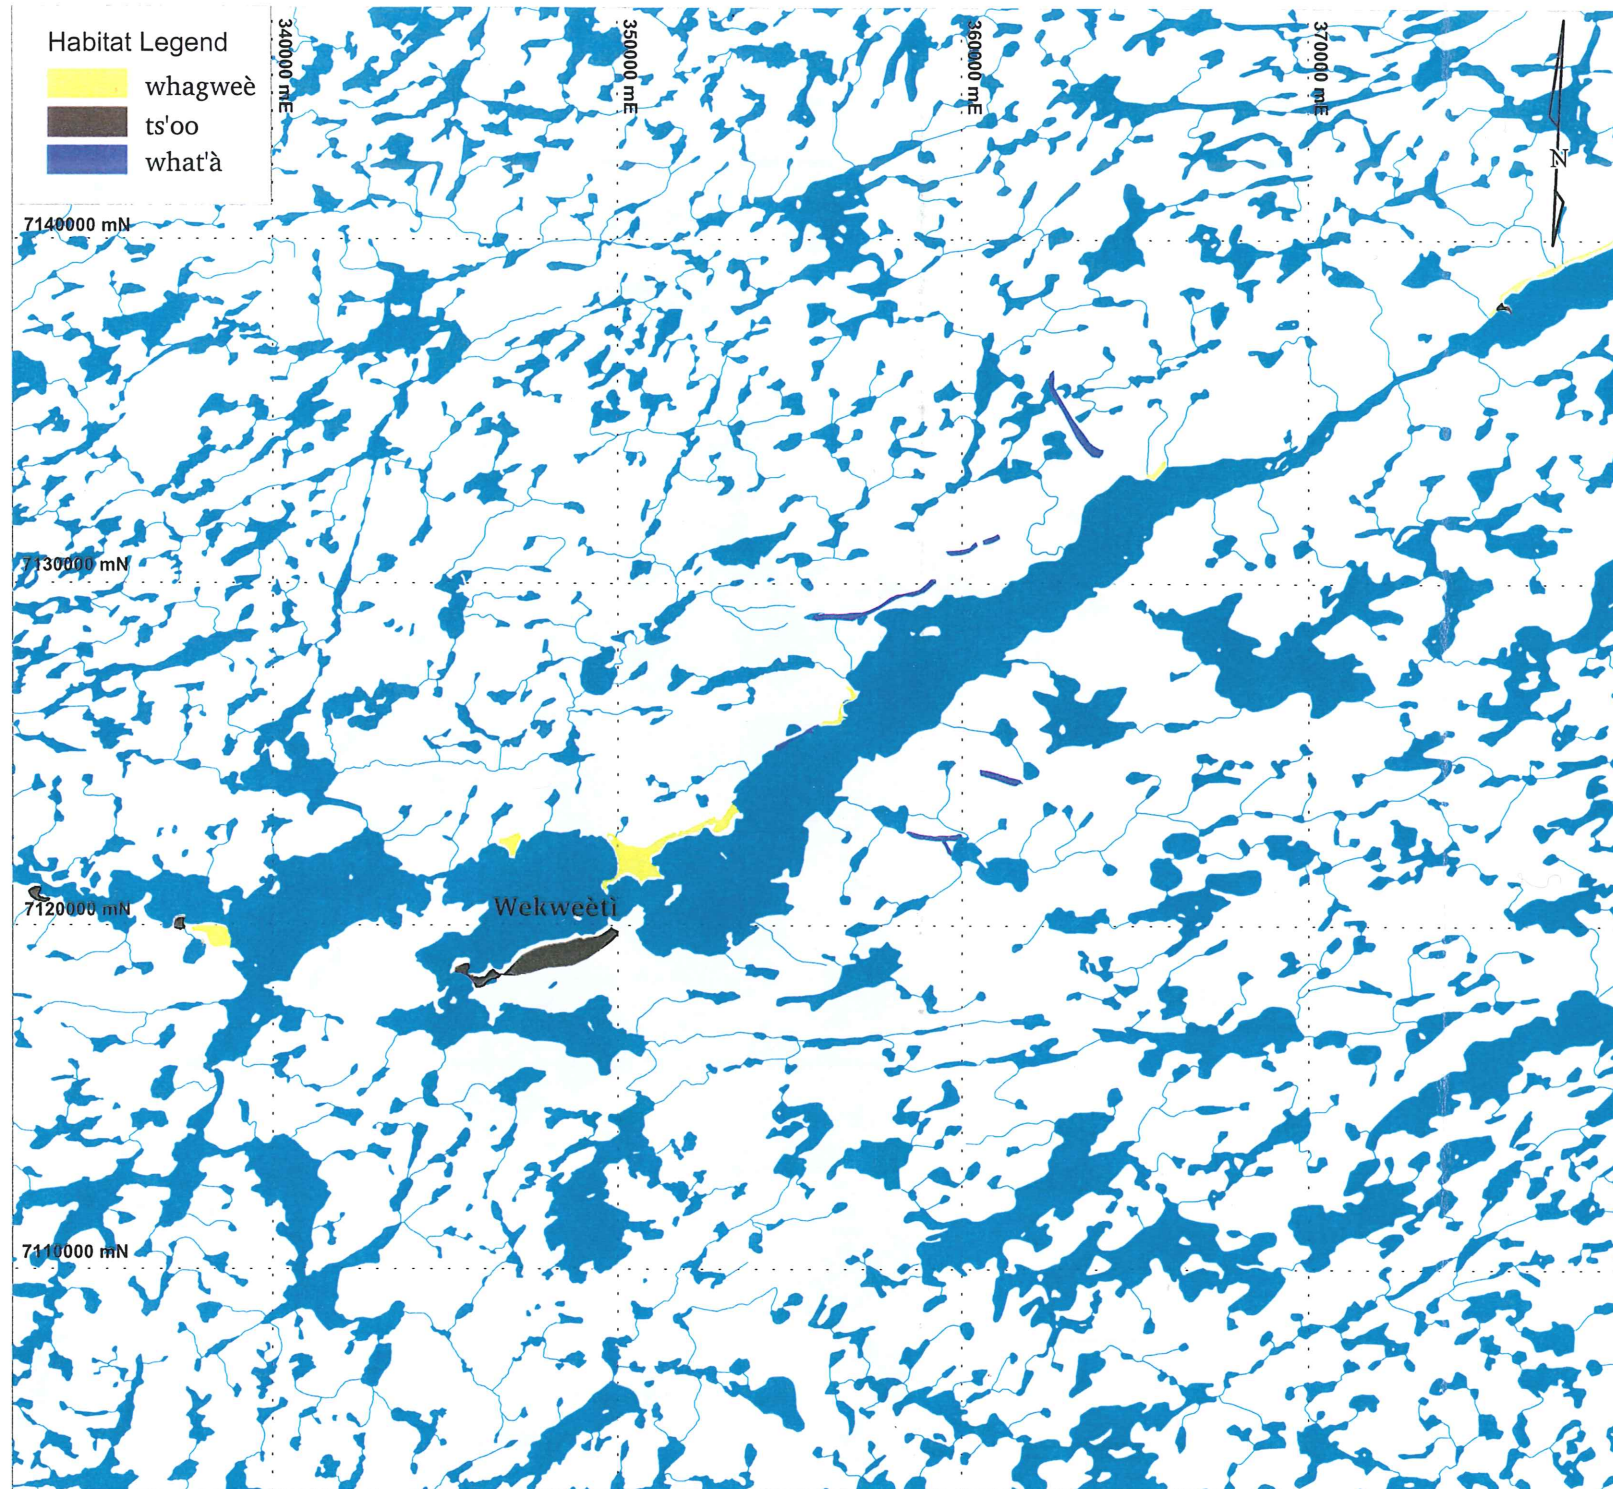 Habitat Legend
whagweè
ts'oo
what'à
340000 mE
350000 mE
360000 mE
370000 mE
N
7140000 mN
7130000 mN
7120000 mN
Wekweètì
7110000 mN